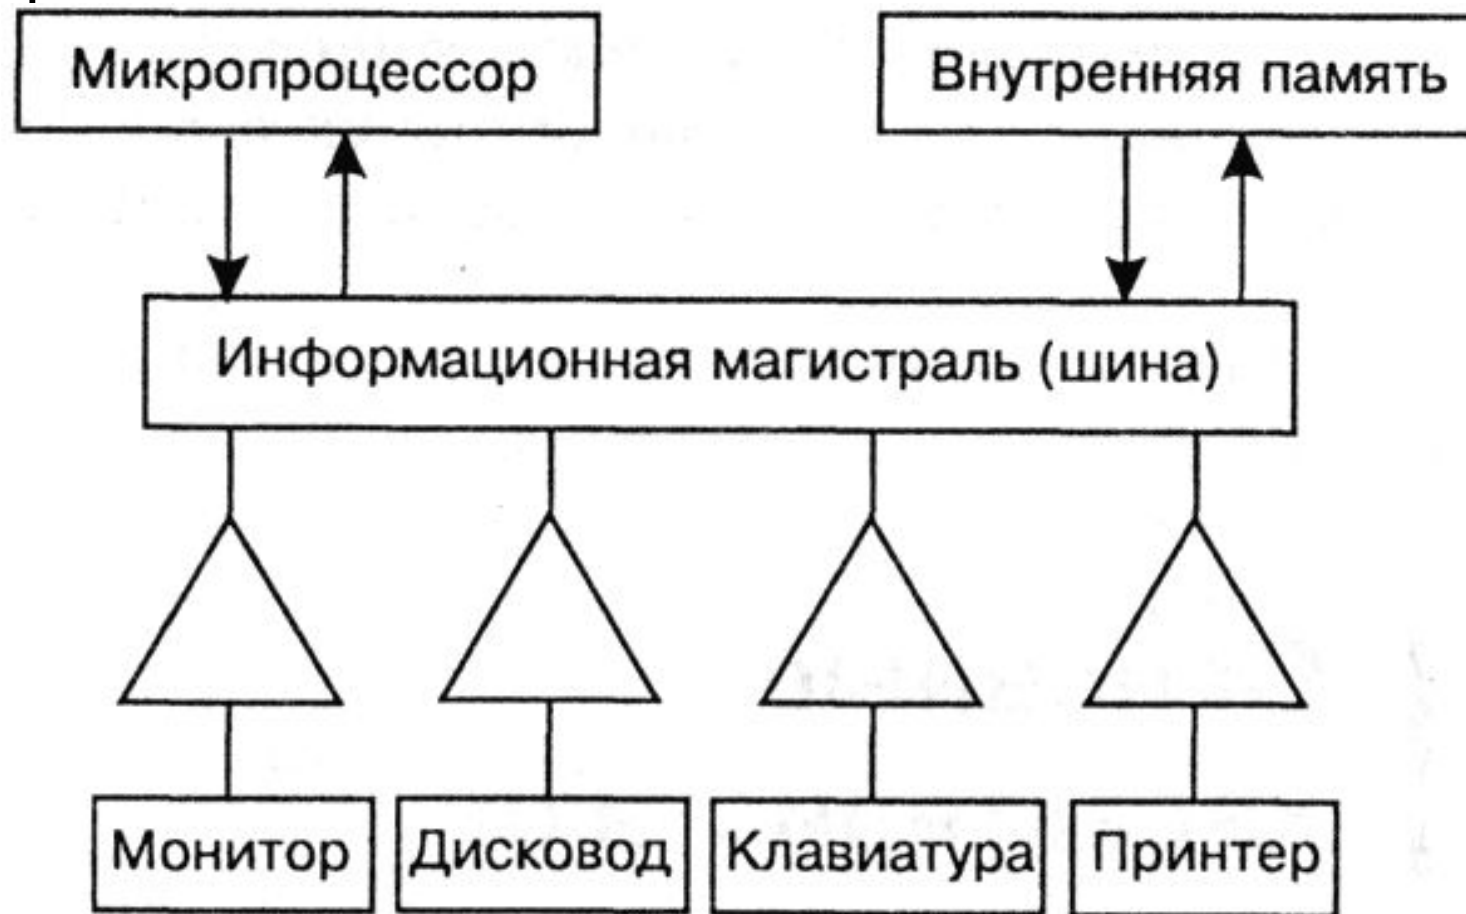 Микропроцессор
Внутренняя память
Информационная магистраль (шина)
Монитор
Дисковод
Клавиатура
Принтер